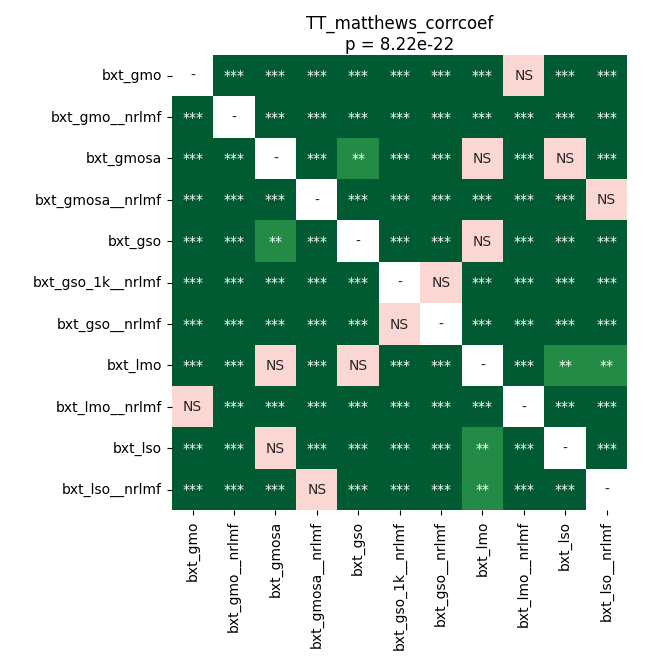 TT_matthews_corrcoef
p = 8.22e-22
bxt_gmo - *** *** *** *** *** *** *** NS *** ***
bxt_gmo__nrlmf *** - *** *** *** *** *** *** *** *** ***
bxt_gmosa *** *** - *** ** *** *** NS *** NS ***
bxt_gmosa__nrlmf *** *** *** - *** *** *** *** *** *** NS
bxt_gso *** *** ** *** - *** *** NS *** *** ***
bxt_gso_1k__nrlmf *** *** *** *** *** - NS *** *** *** ***
bxt_gso__nrlmf *** *** *** *** *** NS - *** *** *** ***
bxt_lmo *** *** NS *** NS *** *** - *** ** **
bxt_lmo__nrlmf NS *** *** *** *** *** *** *** - *** ***
bxt_lso *** *** NS *** *** *** *** ** *** - ***
bxt_lso__nrlmf *** *** *** NS *** *** *** ** *** *** -
bxt_gmo
bxt_gmo__nrlmf
bxt_gmosa
bxt_gmosa__nrlmf
bxt_gso
bxt_gso_1k__nrlmf
bxt_gso__nrlmf
bxt_lmo
bxt_lmo__nrlmf
bxt_lso
bxt_lso__nrlmf